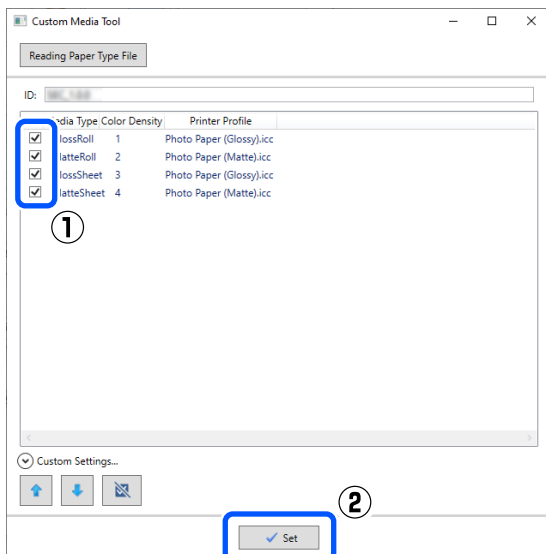 Custom Media Tool
Reading Paper Type File
ID:
edia Type Color Density Printer Profile
lossRoll 1 Photo Paper (Glossy).icc
latteRoll 2 Photo Paper (Matte).icc
lossSheet 3 Photo Paper (Glossy).icc
latteSheet 4 Photo Paper (Matte).icc
①
Custom Settings...
②
Set